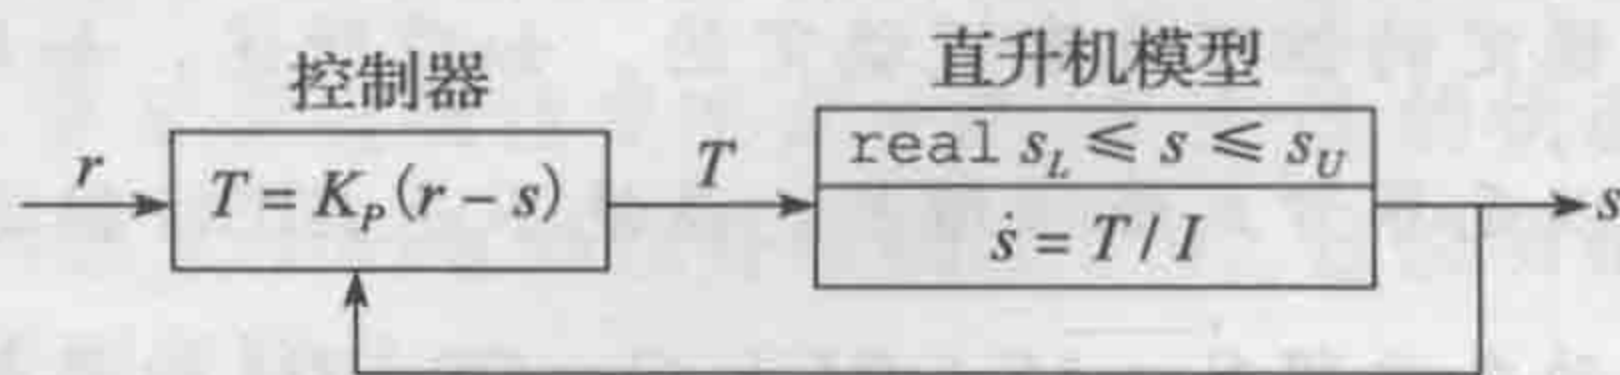 控制器
直升机模型
r
T = K_P(r − s)
T
real s_L ≤ s ≤ s_U
ṡ = T / I
s